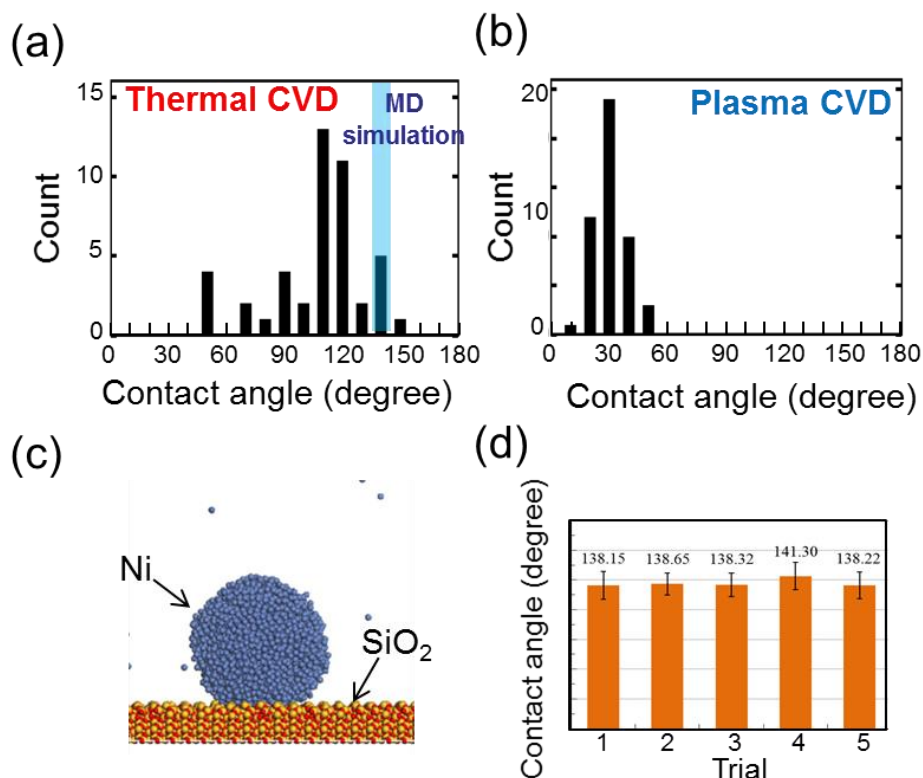 (a)
Thermal CVD
MD
simulation
Count
15
10
5
0
0 30 60 90 120 150 180
Contact angle (degree)
(b)
Plasma CVD
Count
20
10
0
0 30 60 90 120 150 180
Contact angle (degree)
(c)
Ni
SiO₂
(d)
Contact angle (degree)
138.15 138.65 138.32 141.30 138.22
1 2 3 4 5
Trial